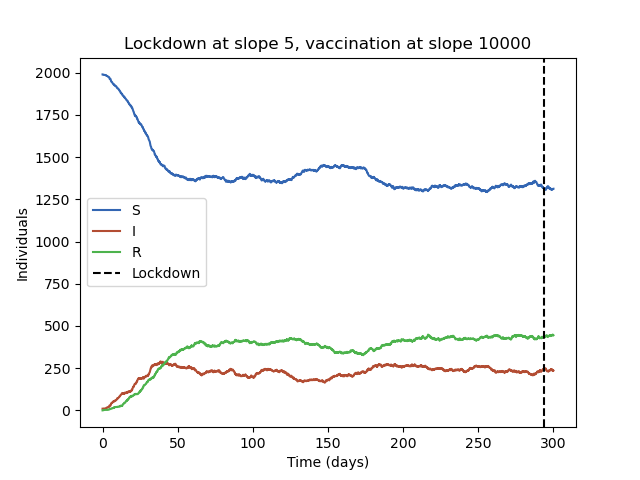 Lockdown at slope 5, vaccination at slope 10000
Individuals
2000
1750
1500
1250
1000
750
500
250
0
S
I
R
Lockdown
0 50 100 150 200 250 300
Time (days)